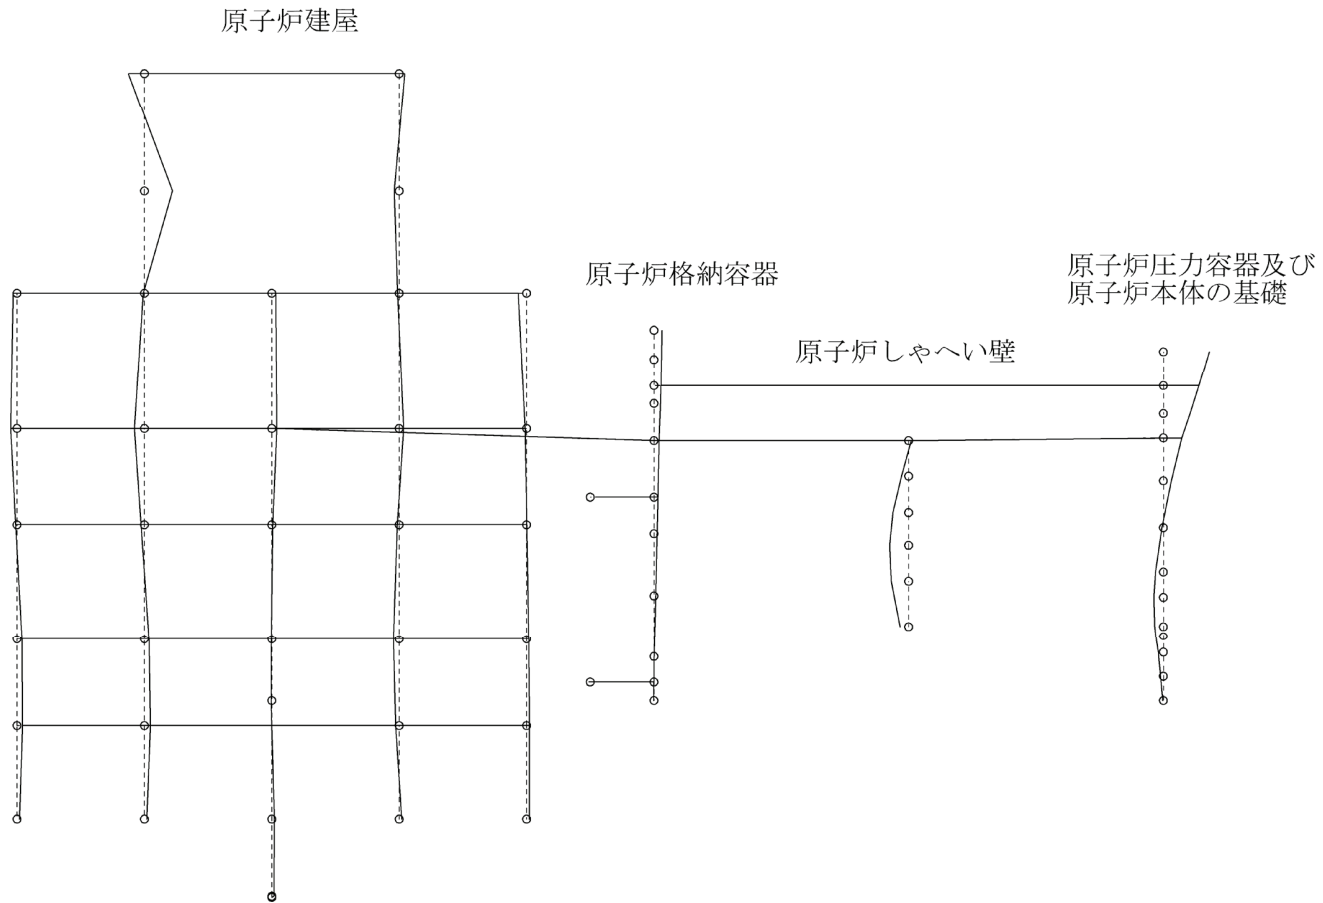 原子炉建屋
原子炉格納容器
原子炉しゃへい壁
原子炉圧力容器及び
原子炉本体の基礎